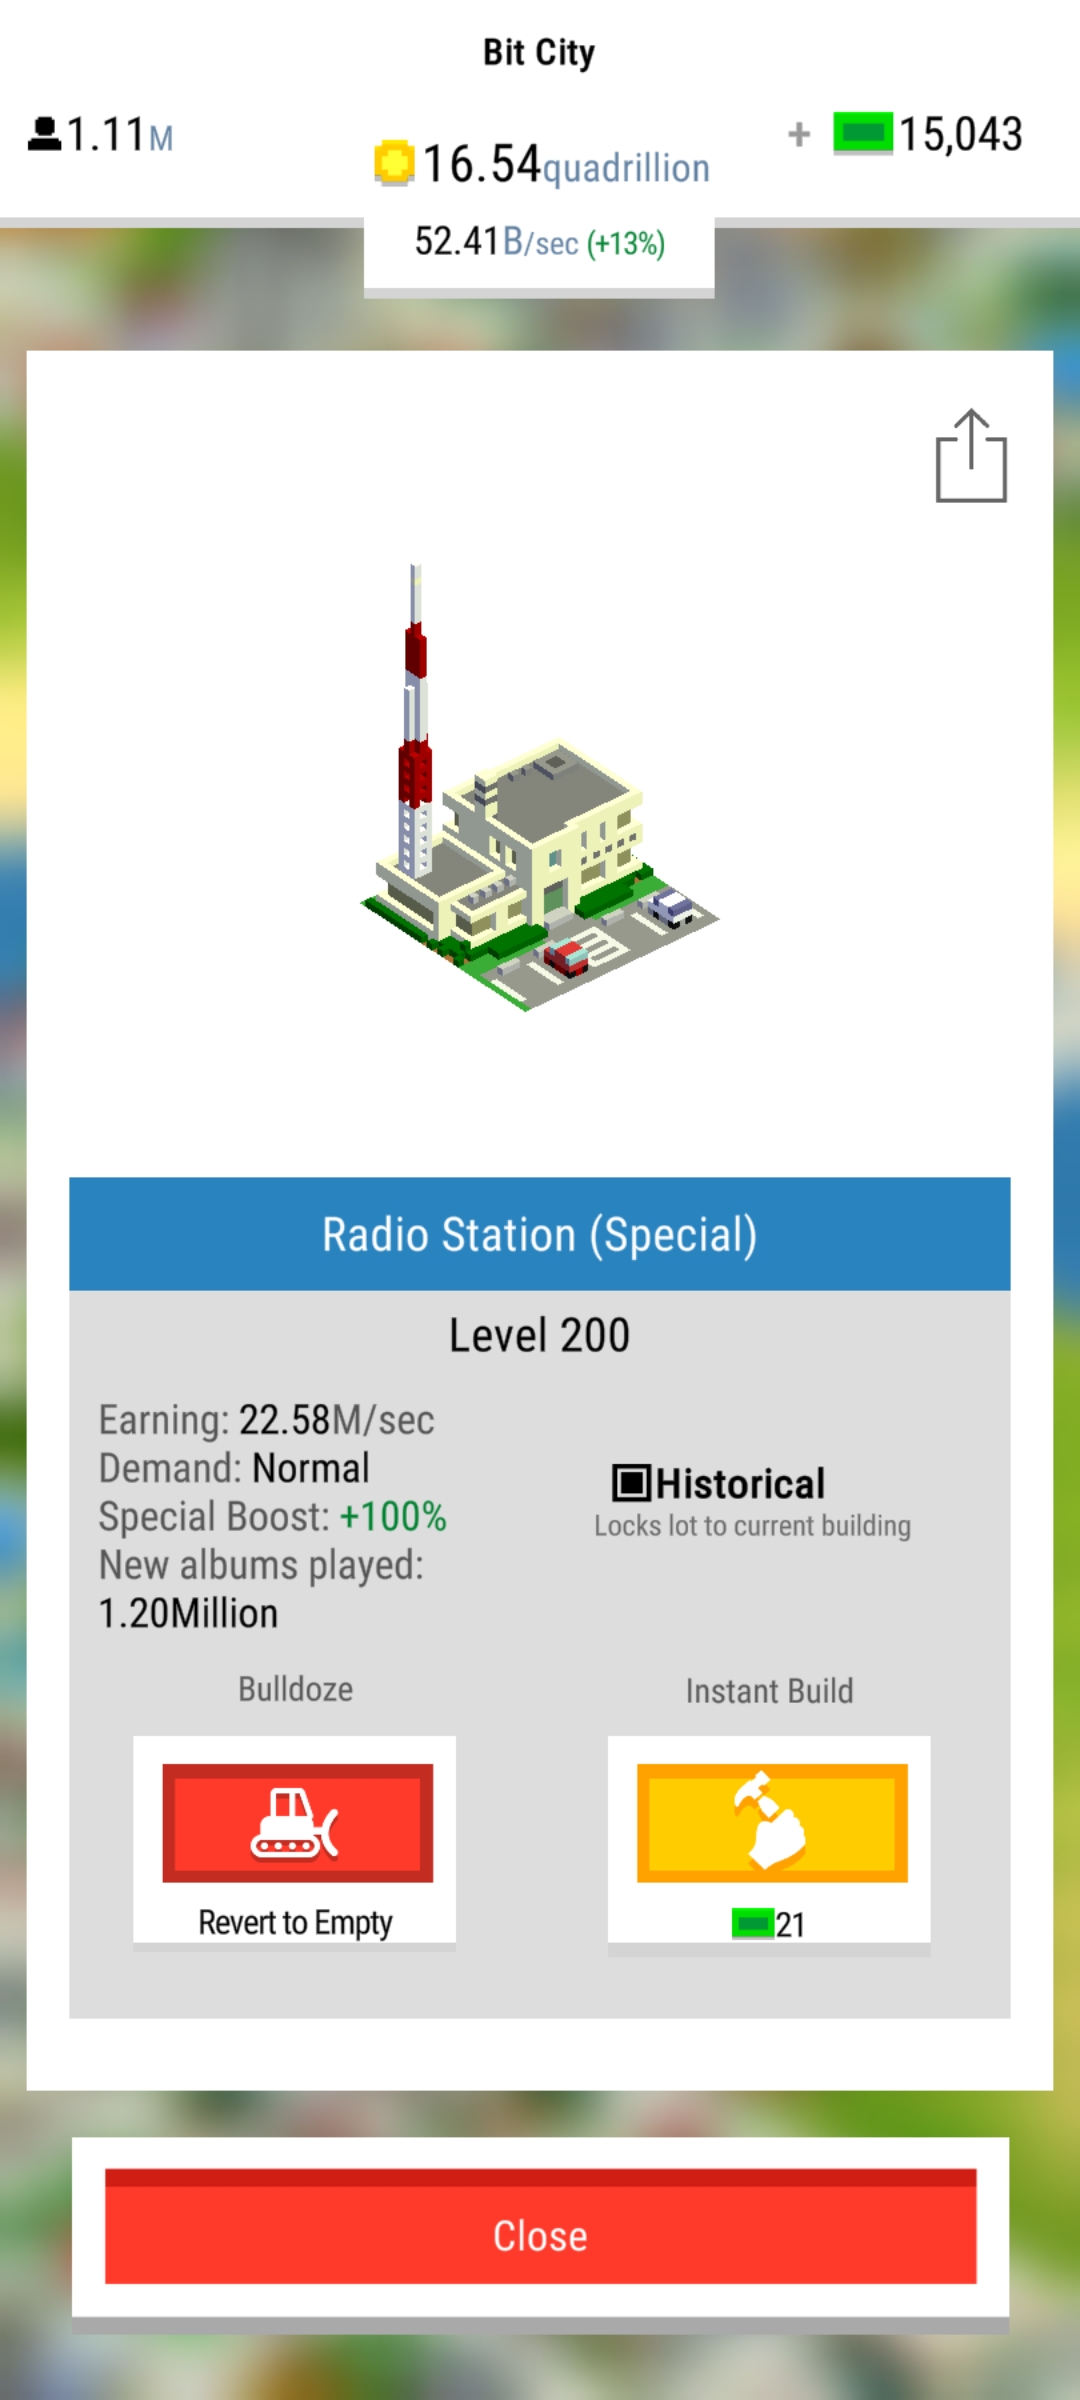 Bit City
1.11M
+ 15,043
16.54quadrillion
52.41B/sec (+13%)
Radio Station (Special)
Level 200
Earning: 22.58M/sec
Demand: Normal
Special Boost: +100%
New albums played:
1.20Million
Historical
Locks lot to current building
Bulldoze
Instant Build
Revert to Empty
21
Close